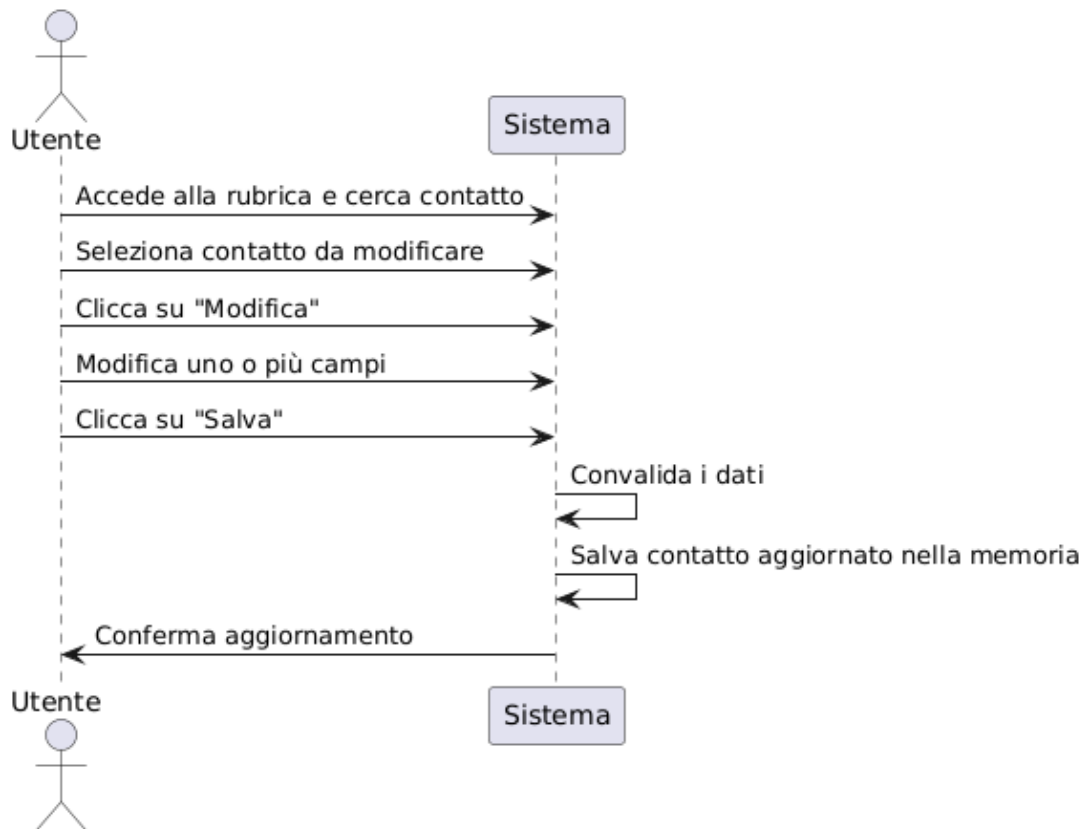 Utente
Sistema
Accede alla rubrica e cerca contatto
Seleziona contatto da modificare
Clicca su "Modifica"
Modifica uno o più campi
Clicca su "Salva"
Convalida i dati
Salva contatto aggiornato nella memoria
Conferma aggiornamento
Utente
Sistema